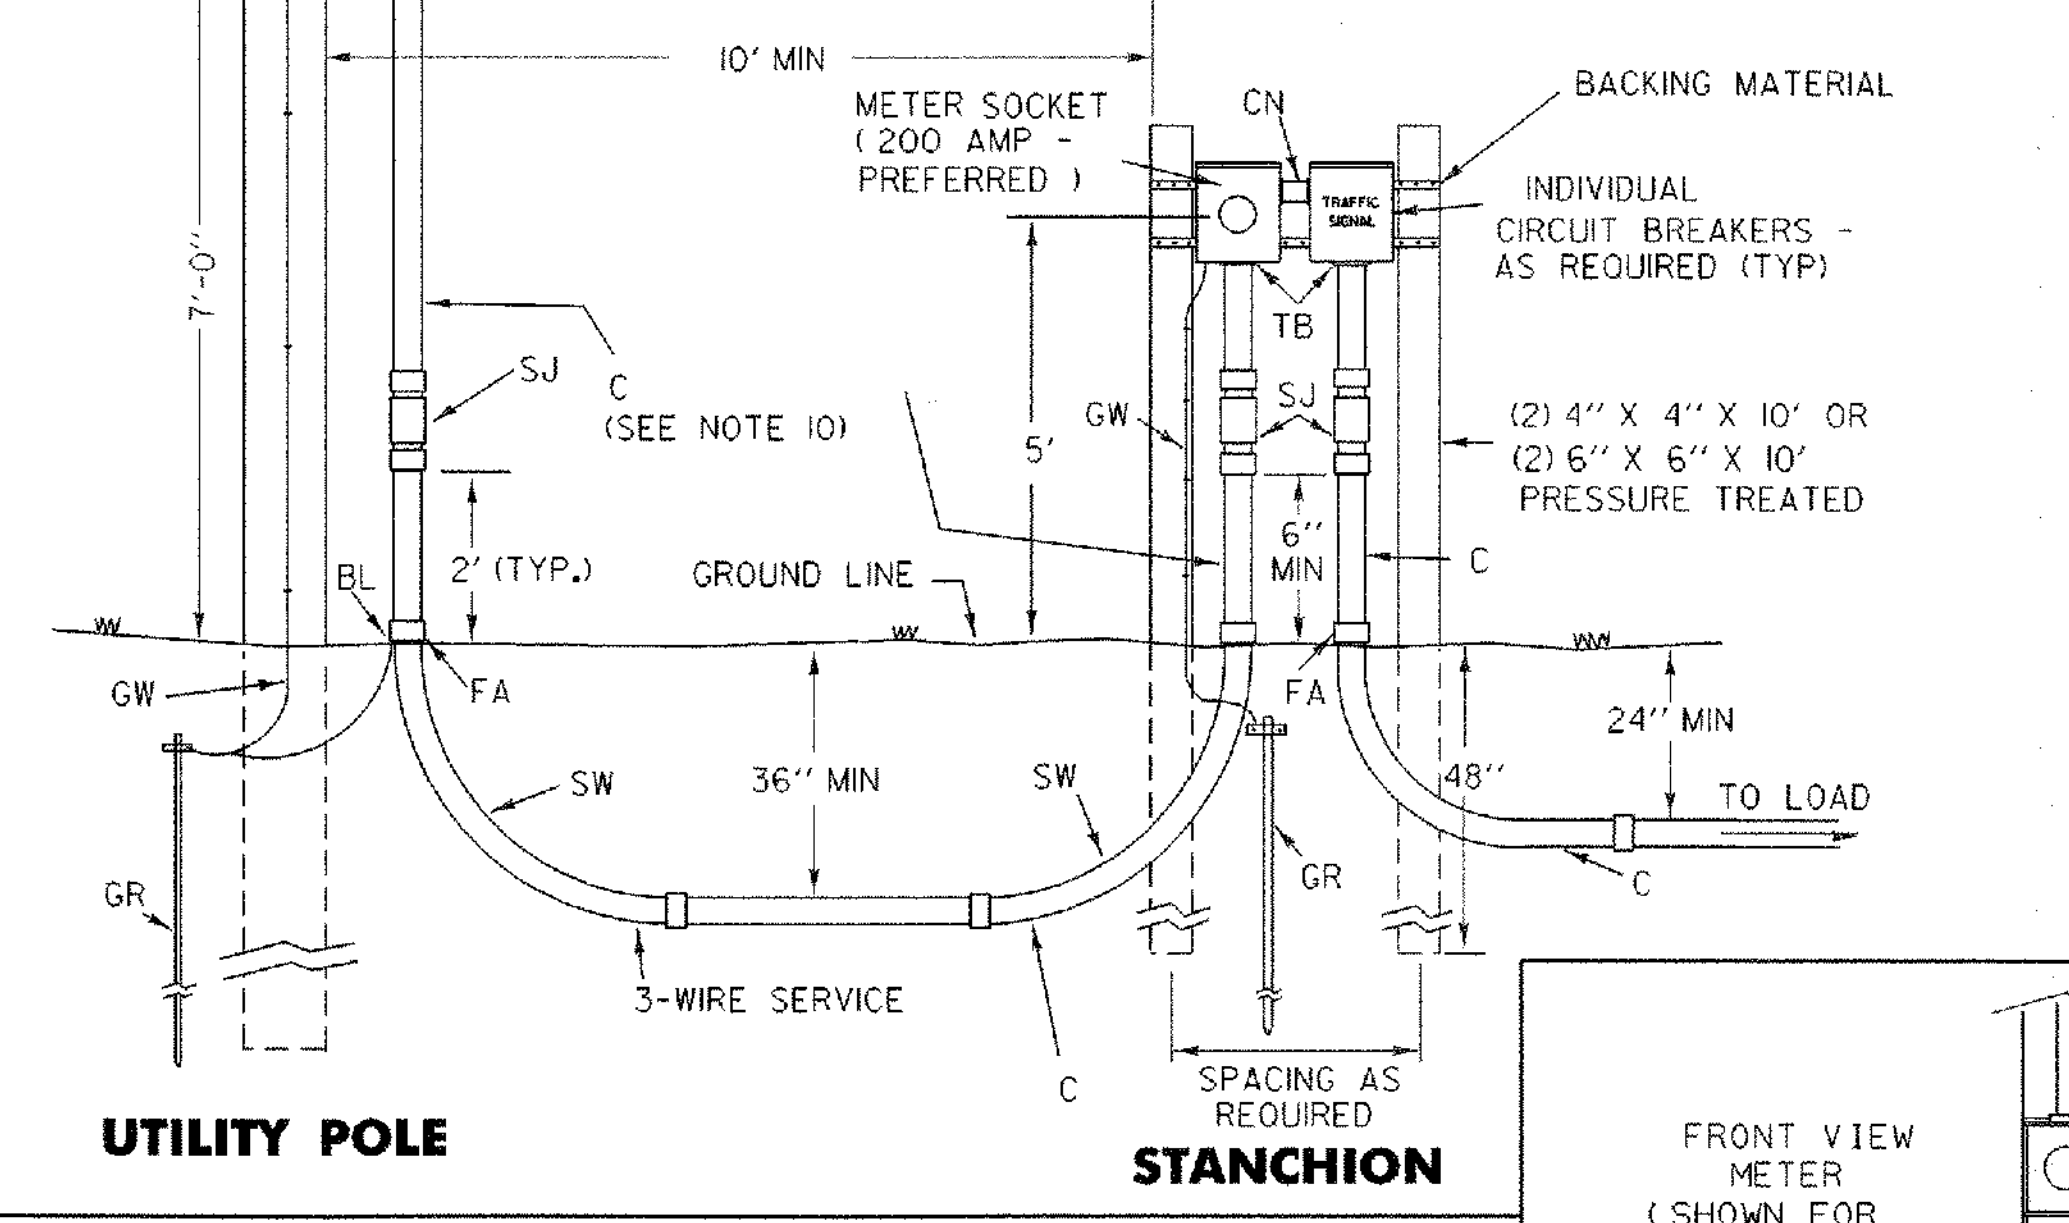 10' MIN
METER SOCKET
(200 AMP -
PREFERRED )
CN
BACKING MATERIAL
TRAFFIC
SIGNAL
INDIVIDUAL
CIRCUIT BREAKERS -
AS REQUIRED (TYP)
7'-0"
TB
SJ
C
(SEE NOTE 10)
GW
SJ
5'
(2) 4" X 4" X 10' OR
(2) 6" X 6" X 10'
PRESSURE TREATED
BL
2' (TYP.)
GROUND LINE
6"
MIN
C
GW
FA
FA
24" MIN
SW
36" MIN
SW
48"
TO LOAD
GR
GR
C
3-WIRE SERVICE
C
SPACING AS
REQUIRED
UTILITY POLE
STANCHION
FRONT VIEW
METER
(SHOWN FOR